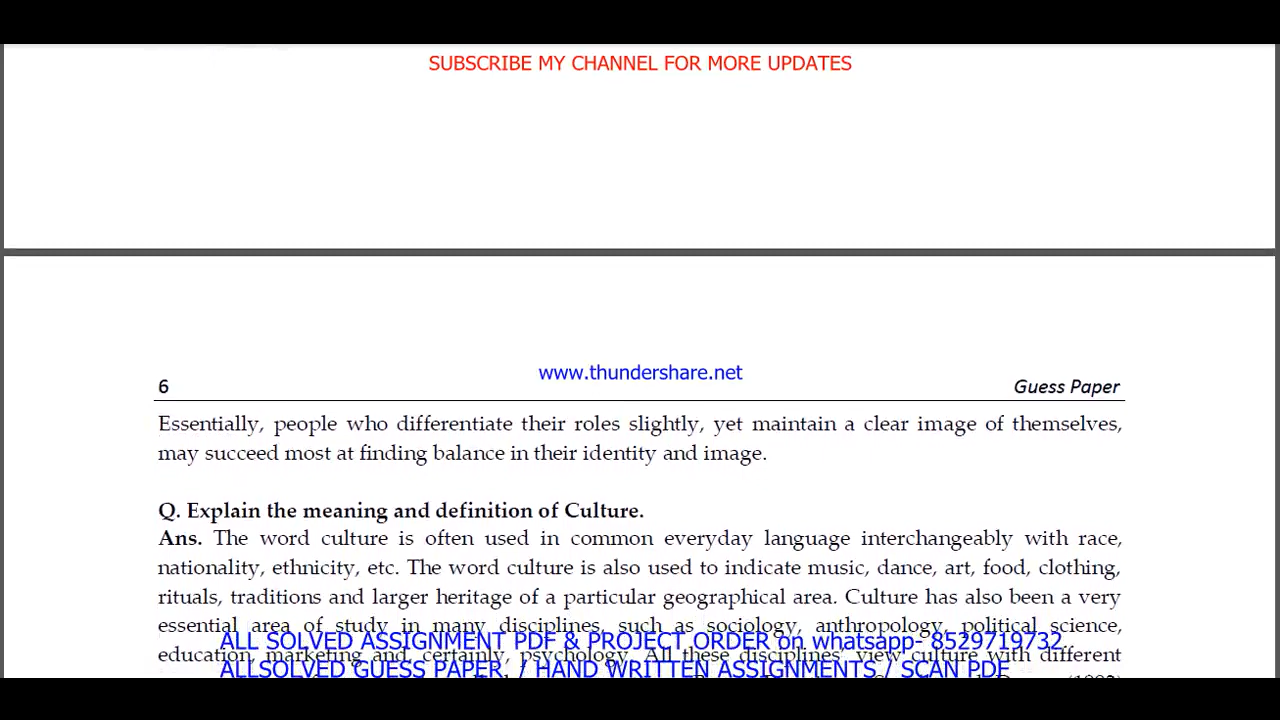 SUBSCRIBE MY CHANNEL FOR MORE UPDATES
www.thundershare.net
6 Guess Paper
Essentially, people who differentiate their roles slightly, yet maintain a clear image of themselves,
may succeed most at finding balance in their identity and image.
Q. Explain the meaning and definition of Culture.
Ans. The word culture is often used in common everyday language interchangeably with race,
nationality, ethnicity, etc. The word culture is also used to indicate music, dance, art, food, clothing,
rituals, traditions and larger heritage of a particular geographical area. Culture has also been a very
essential area of study in many disciplines, such as sociology, anthropology, political science,
ALL SOLVED ASSIGNMENT PDF & PROJECT ORDER on whatsapp- 8529719732
education, marketing and, certainly, psychology. All these disciplines' view culture with different
ALLSOLVED GUESS PAPER / HAND WRITTEN ASSIGNMENTS / SCAN PDF